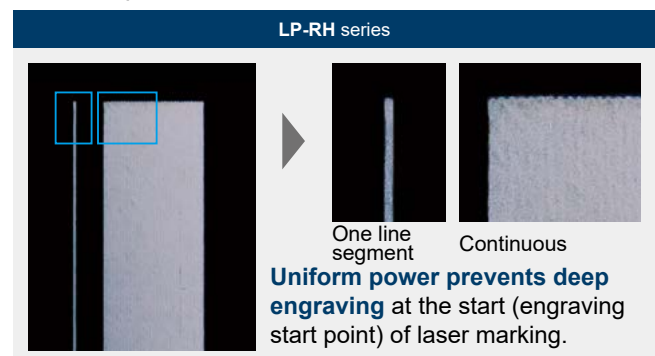 LP-RH series
One line
segment
Continuous
Uniform power prevents deep
engraving at the start (engraving
start point) of laser marking.